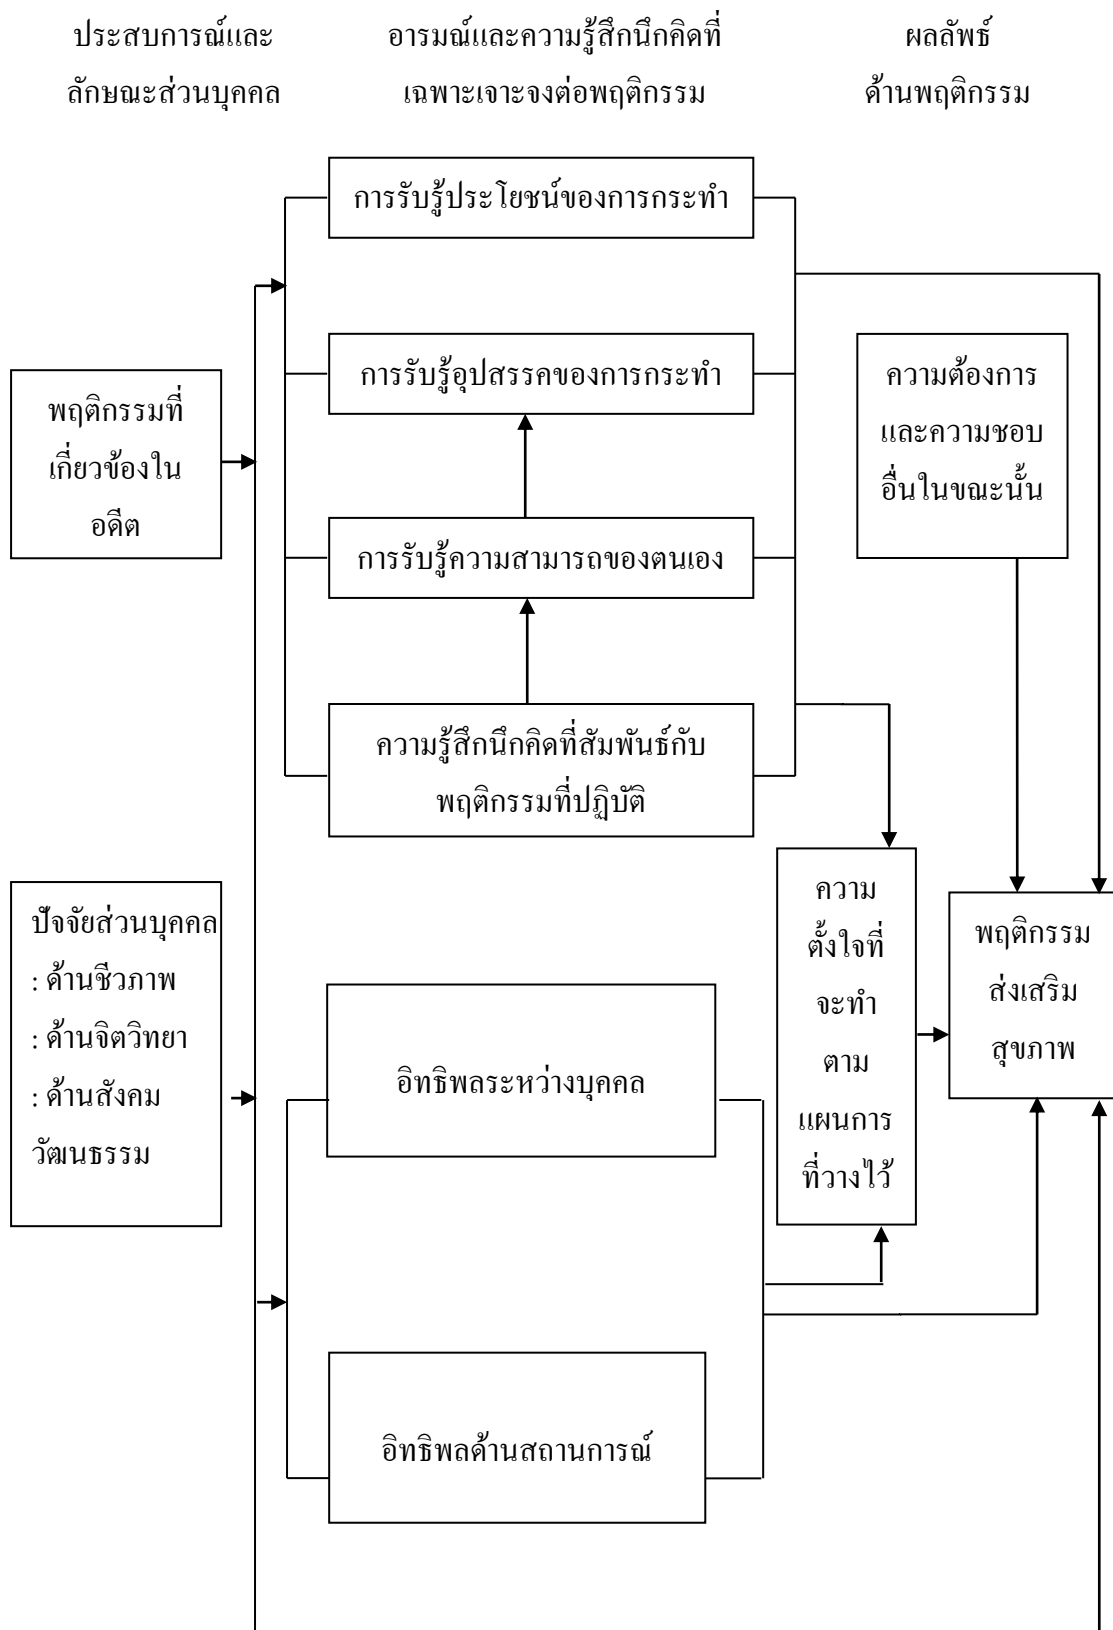 ประสบการณ์และ
ลักษณะส่วนบุคคล
อารมณ์และความรู้สึกนึกคิดที่
เฉพาะเจาะจงต่อพฤติกรรม
ผลลัพธ์
ด้านพฤติกรรม
การรับรู้ประโยชน์ของการกระทำ
การรับรู้อุปสรรคของการกระทำ
ความต้องการ
และความชอบ
อื่นในขณะนั้น
พฤติกรรมที่
เกี่ยวข้องใน
อดีต
การรับรู้ความสามารถของตนเอง
ความรู้สึกนึกคิดที่สัมพันธ์กับ
พฤติกรรมที่ปฏิบัติ
ปัจจัยส่วนบุคคล
: ด้านชีวภาพ
: ด้านจิตวิทยา
: ด้านสังคม
วัฒนธรรม
ความ
ตั้งใจที่
จะทำ
ตาม
แผนการ
ที่วางไว้
พฤติกรรม
ส่งเสริม
สุขภาพ
อิทธิพลระหว่างบุคคล
อิทธิพลด้านสถานการณ์